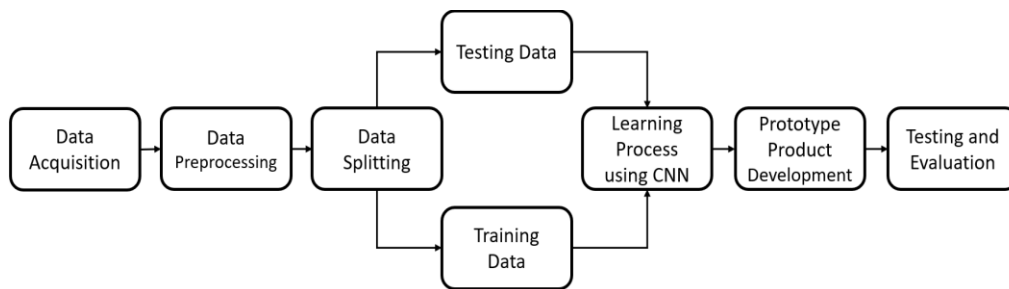 Data
Acquisition
Data
Preprocessing
Data
Splitting
Testing Data
Training
Data
Learning
Process
using CNN
Prototype
Product
Development
Testing and
Evaluation